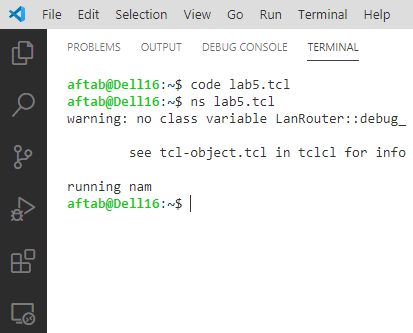 File Edit Selection View Go Run Terminal Help
PROBLEMS OUTPUT DEBUG CONSOLE TERMINAL
aftab@Dell16:~$ code lab5.tcl
aftab@Dell16:~$ ns lab5.tcl
warning: no class variable LanRouter::debug_
see tcl-object.tcl in tclcl for info
running nam
aftab@Dell16:~$